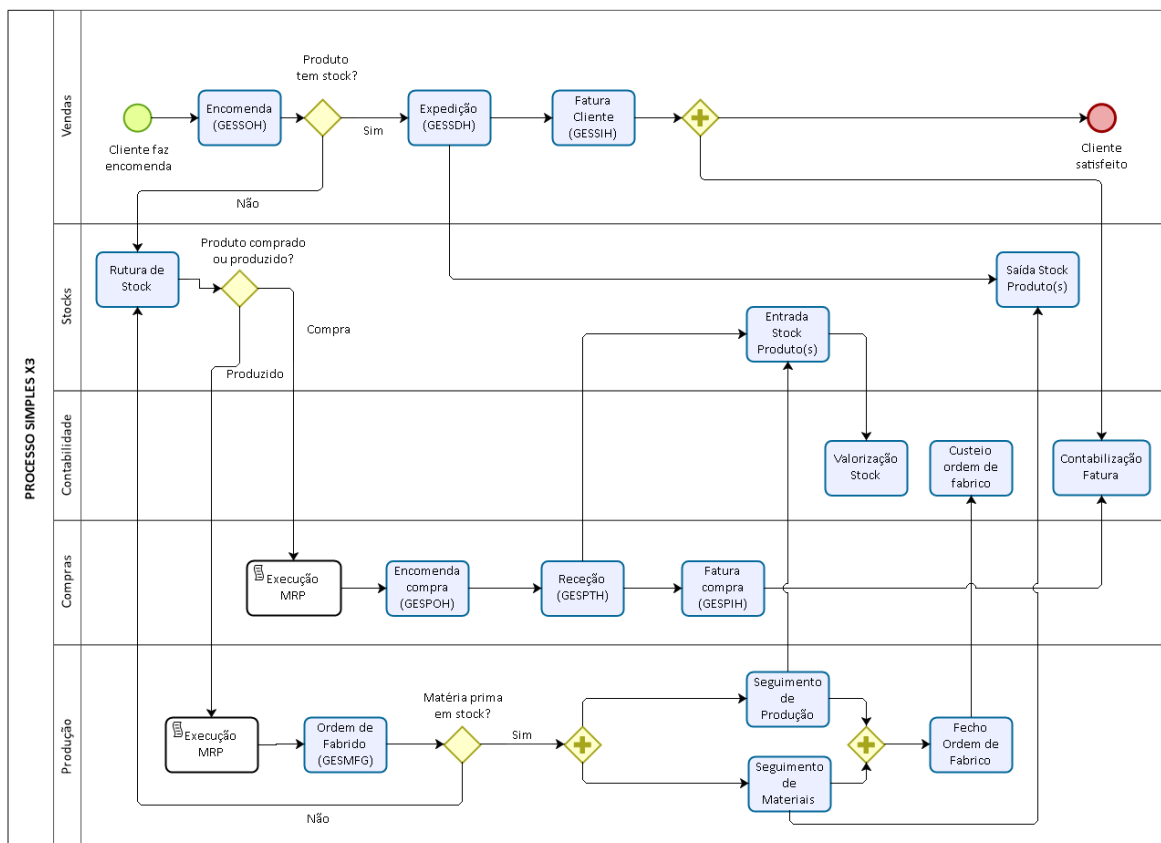 PROCESSO SIMPLES X3
Vendas
Cliente faz
encomenda
Encomenda
(GESSOH)
Produto
tem stock?
Sim
Não
Expedição
(GESSDH)
Fatura
Cliente
(GESSIH)
Cliente
satisfeito
Stocks
Rutura de
Stock
Produto comprado
ou produzido?
Compra
Produzido
Entrada
Stock
Produto(s)
Saída Stock
Produto(s)
Contabilidade
Valorização
Stock
Custeio
ordem de
fabrico
Contabilização
Fatura
Compras
Execução
MRP
Encomenda
compra
(GESPOH)
Receção
(GESPTH)
Fatura
compra
(GESPIH)
Produção
Execução
MRP
Ordem de
Fabrido
(GESMFG)
Matéria prima
em stock?
Sim
Não
Seguimento
de
Produção
Seguimento
de
Materiais
Fecho
Ordem de
Fabrico